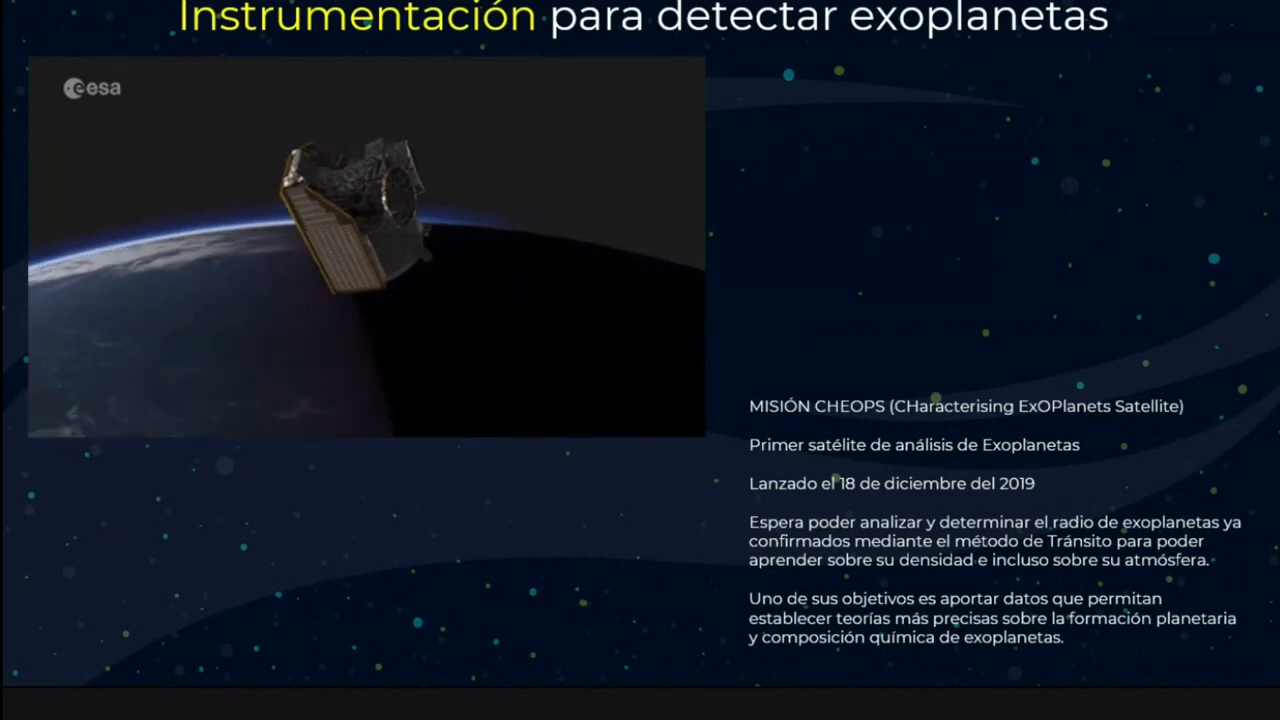 Instrumentación para detectar exoplanetas
esa
MISIÓN CHEOPS (CHaracterising ExOPlanets Satellite)
Primer satélite de análisis de Exoplanetas
Lanzado el 18 de diciembre del 2019
Espera poder analizar y determinar el radio de exoplanetas ya
confirmados mediante el método de Tránsito para poder
aprender sobre su densidad e incluso sobre su atmósfera.
Uno de sus objetivos es aportar datos que permitan
establecer teorías más precisas sobre la formación planetaria
y composición química de exoplanetas.